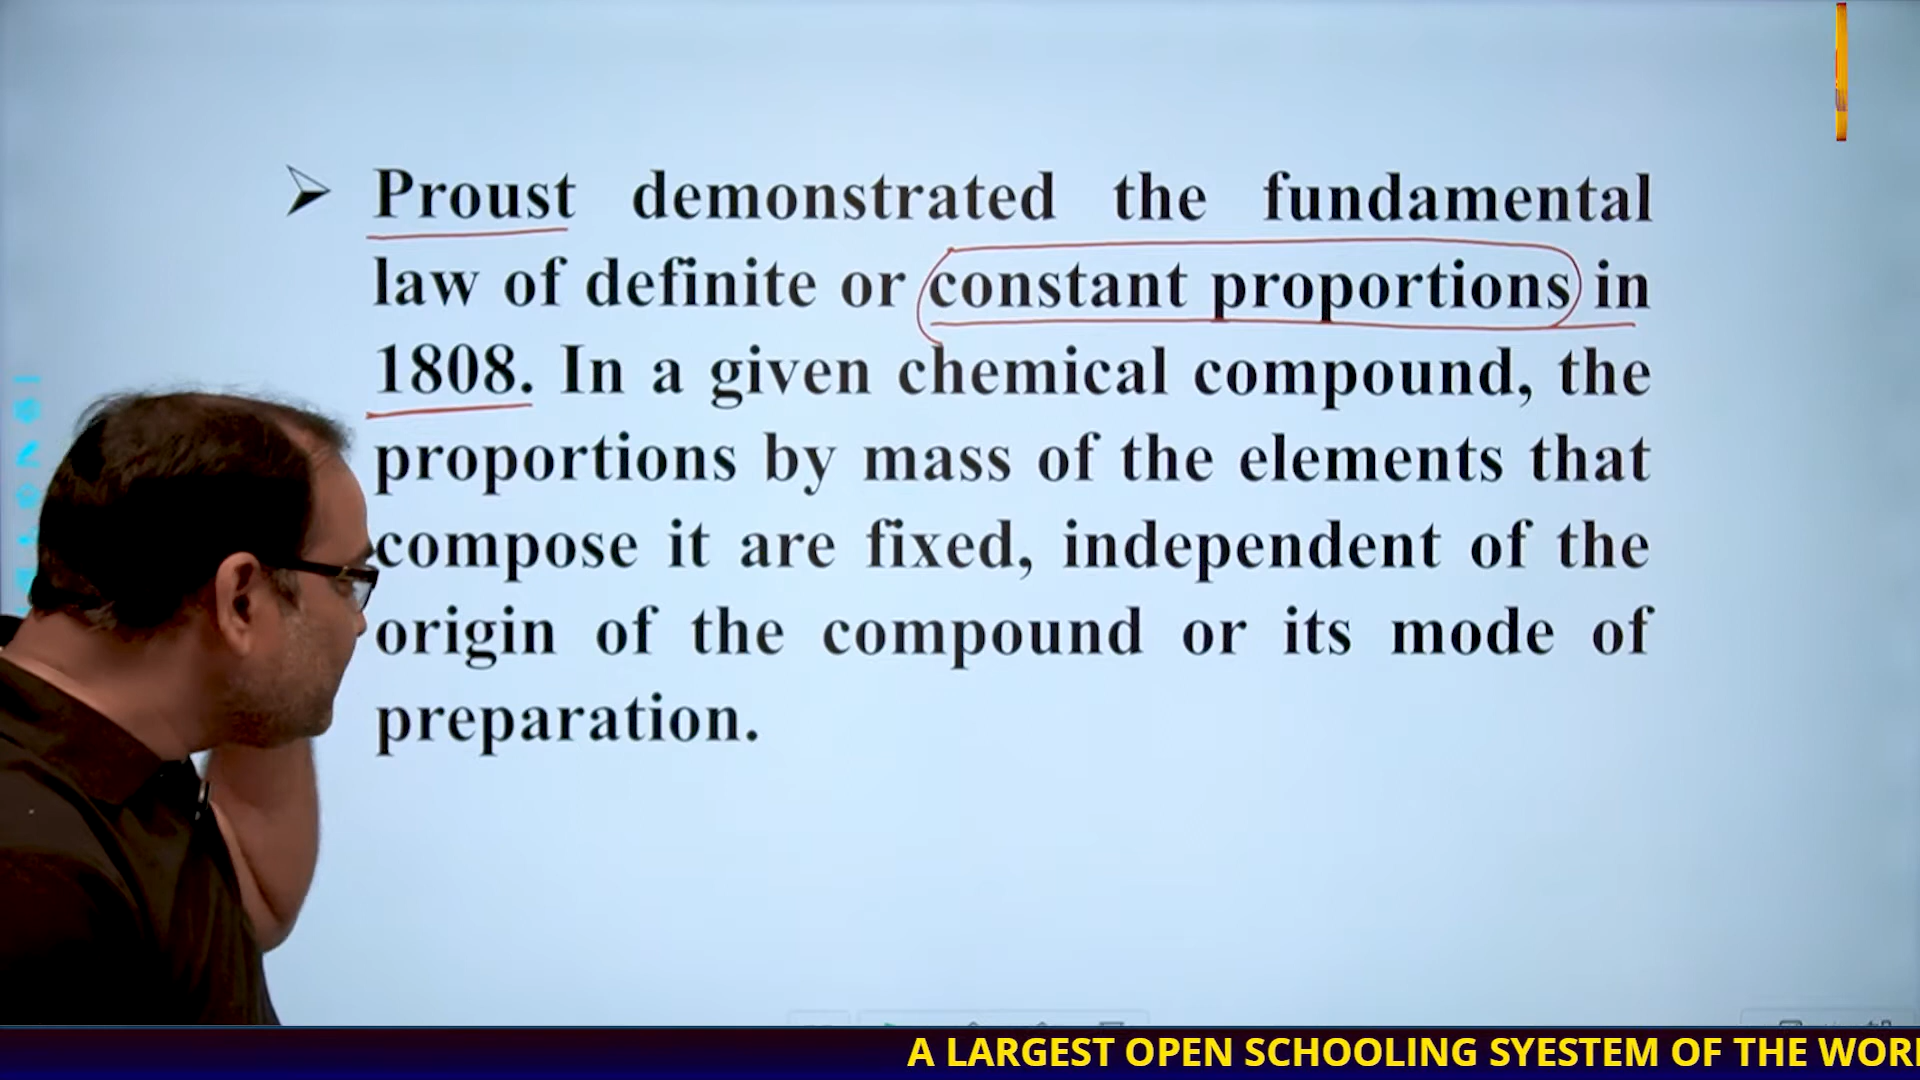 Proust demonstrated the fundamental
law of definite or constant proportions in
1808. In a given chemical compound, the
proportions by mass of the elements that
compose it are fixed, independent of the
origin of the compound or its mode of
preparation.
A LARGEST OPEN SCHOOLING SYESTEM OF THE WOR